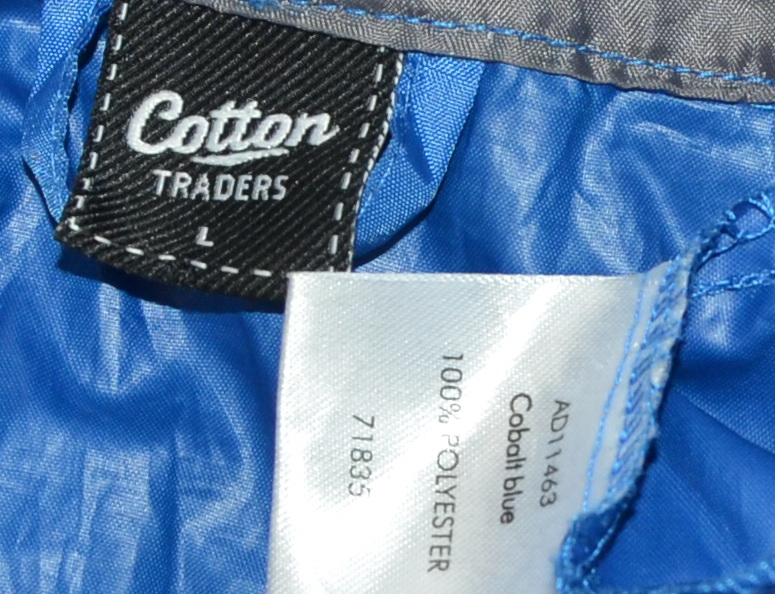 Cotton
TRADERS
L
AD11463
Cobalt blue
100% POLYESTER
71835